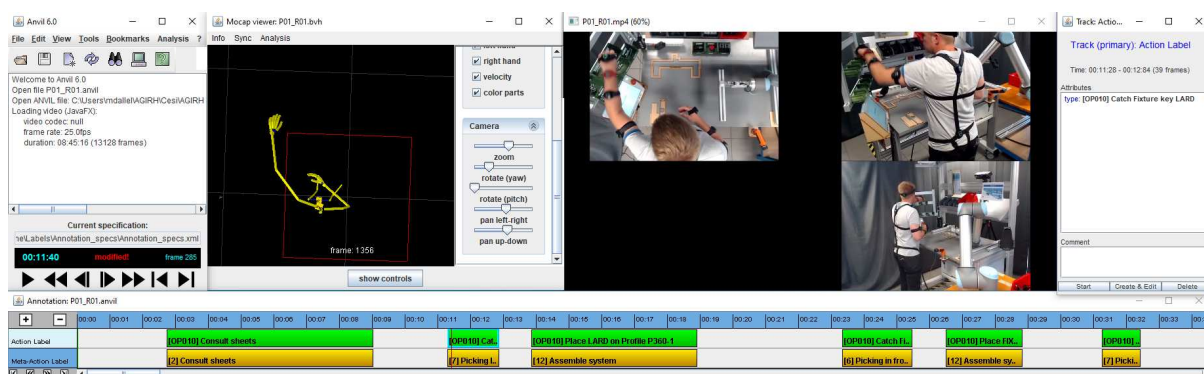 Anvil 6.0
File Edit View Tools Bookmarks Analysis ?
Welcome to Anvil 6.0
Open file P01_R01.anvil
Open ANVIL file: C:\Users\mdallel\AGIRH\Cesi\AGIRH
Loading video (JavaFX):
video codec: null
frame rate: 25.0fps
duration: 08:45:16 (13128 frames)
Current specification:
ne\Labels\Annotation_specs\Annotation_specs.xml
00:11:40 modified! frame 285
Mocap viewer: P01_R01.bvh
Info Sync Analysis
frame: 1356
right hand
velocity
color parts
Camera
zoom
rotate (yaw)
rotate (pitch)
pan left-right
pan up-down
show controls
P01_R01.mp4 (60%)
Track: Actio...
Track (primary): Action Label
Time: 00:11:28 - 00:12:84 (39 frames)
Attributes
type: [OP010] Catch Fixture key LARD
Comment
Start Create & Edit Delete
Annotation: P01_R01.anvil
00:00 00:01 00:02 00:03 00:04 00:05 00:06 00:07 00:08 00:09 00:10 00:11 00:12 00:13 00:14 00:15 00:16 00:17 00:18 00:19 00:20 00:21 00:22 00:23 00:24 00:25 00:26 00:27 00:28 00:29 00:30 00:31 00:32 00:33
Action Label [OP010] Consult sheets [OP010] Cat.. [OP010] Place LARD on Profile P360-1 [OP010] Catch Fi.. [OP010] Place FIX.. [OP010] ..
Meta-Action Label [2] Consult sheets [7] Picking l.. [12] Assemble system [6] Picking in fro.. [12] Assemble sy.. [7] Picki..